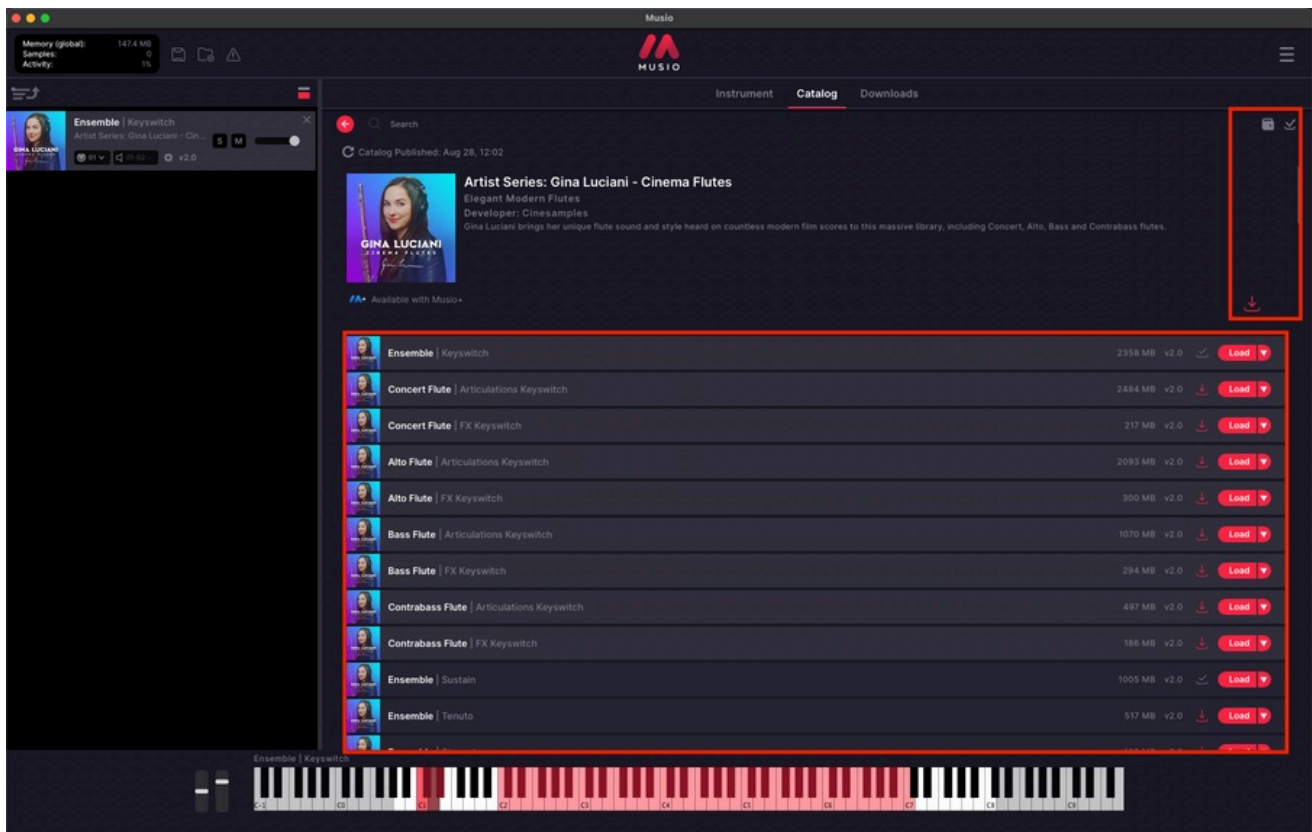 Musio
Memory (global): 147.4 MB
Samples: 0
Activity: 1%
MUSIO
Instrument Catalog Downloads
Ensemble | Keyswitch
Artist Series: Gina Luciani - Cin...
S M
01 01-02 v2.0
GINA LUCIANI
Search
Catalog Published: Aug 28, 12:02
Artist Series: Gina Luciani - Cinema Flutes
Elegant Modern Flutes
Developer: Cinesamples
Gina Luciani brings her unique flute sound and style heard on countless modern film scores to this massive library, including Concert, Alto, Bass and Contrabass flutes.
GINA LUCIANI
CINEMA FLUTES
Available with Musio+
Ensemble | Keyswitch 2358 MB v2.0 Load
Concert Flute | Articulations Keyswitch 2484 MB v2.0 Load
Concert Flute | FX Keyswitch 217 MB v2.0 Load
Alto Flute | Articulations Keyswitch 2093 MB v2.0 Load
Alto Flute | FX Keyswitch 300 MB v2.0 Load
Bass Flute | Articulations Keyswitch 1070 MB v2.0 Load
Bass Flute | FX Keyswitch 294 MB v2.0 Load
Contrabass Flute | Articulations Keyswitch 497 MB v2.0 Load
Contrabass Flute | FX Keyswitch 186 MB v2.0 Load
Ensemble | Sustain 1005 MB v2.0 Load
Ensemble | Tenuto 517 MB v2.0 Load
Ensemble | Keyswitch
C-1 C0 C1 C2 C3 C4 C5 C6 C7 C8 C9